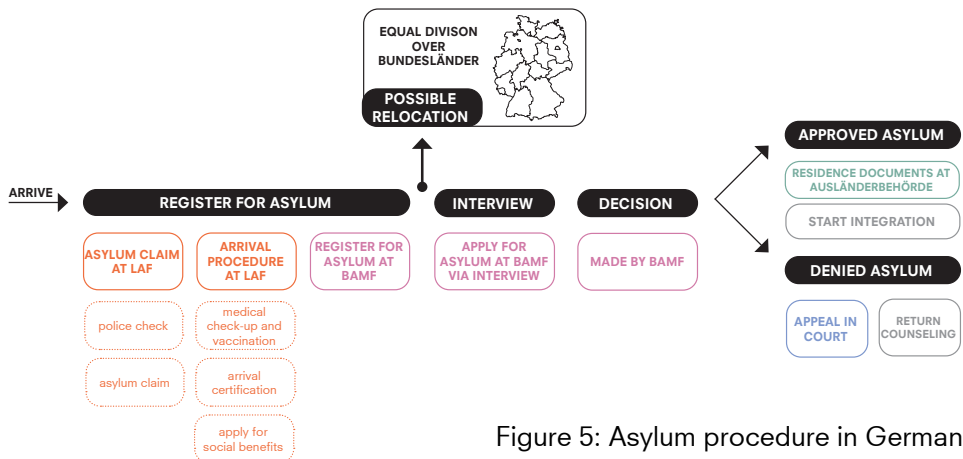 EQUAL DIVISON
OVER
BUNDESLÄNDER
POSSIBLE
RELOCATION
ARRIVE
REGISTER FOR ASYLUM
INTERVIEW
DECISION
ASYLUM CLAIM
AT LAF
ARRIVAL
PROCEDURE
AT LAF
REGISTER FOR
ASYLUM AT
BAMF
APPLY FOR
ASYLUM AT BAMF
VIA INTERVIEW
MADE BY BAMF
police check
medical
check-up and
vaccination
asylum claim
arrival
certification
apply for
social benefits
APPROVED ASYLUM
RESIDENCE DOCUMENTS AT
AUSLÄNDERBEHÖRDE
START INTEGRATION
DENIED ASYLUM
APPEAL IN
COURT
RETURN
COUNSELING
Figure 5: Asylum procedure in German